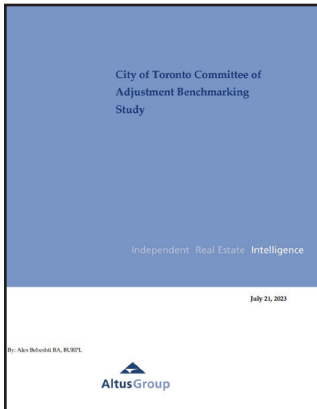 City of Toronto Committee of
Adjustment Benchmarking
Study
Independent Real Estate Intelligence
July 21, 2023
By: Alex Beheshti BA, BURPL
AltusGroup